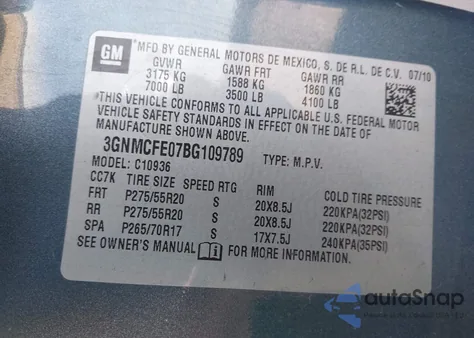 GM *MFD BY GENERAL MOTORS DE MEXICO, S. DE R.L. DE C.V. 07/10
GVWR GAWR FRT GAWR RR
3175 KG 1588 KG 1860 KG
7000 LB 3500 LB 4100 LB
*THIS VEHICLE CONFORMS TO ALL APPLICABLE U.S. FEDERAL MOTOR
VEHICLE SAFETY STANDARDS IN EFFECT ON THE DATE OF
MANUFACTURE SHOWN ABOVE.
3GNMCFE07BG109789 TYPE: M.P.V.
MODEL: C10936
CC7K TIRE SIZE SPEED RTG RIM COLD TIRE PRESSURE
FRT P275/55R20 S 20X8.5J 220KPA(32PSI)
RR P275/55R20 S 20X8.5J 220KPA(32PSI)
SPA P265/70R17 S 17X7.5J 240KPA(35PSI)
SEE OWNER'S MANUAL FOR MORE INFORMATION.
autoSnap